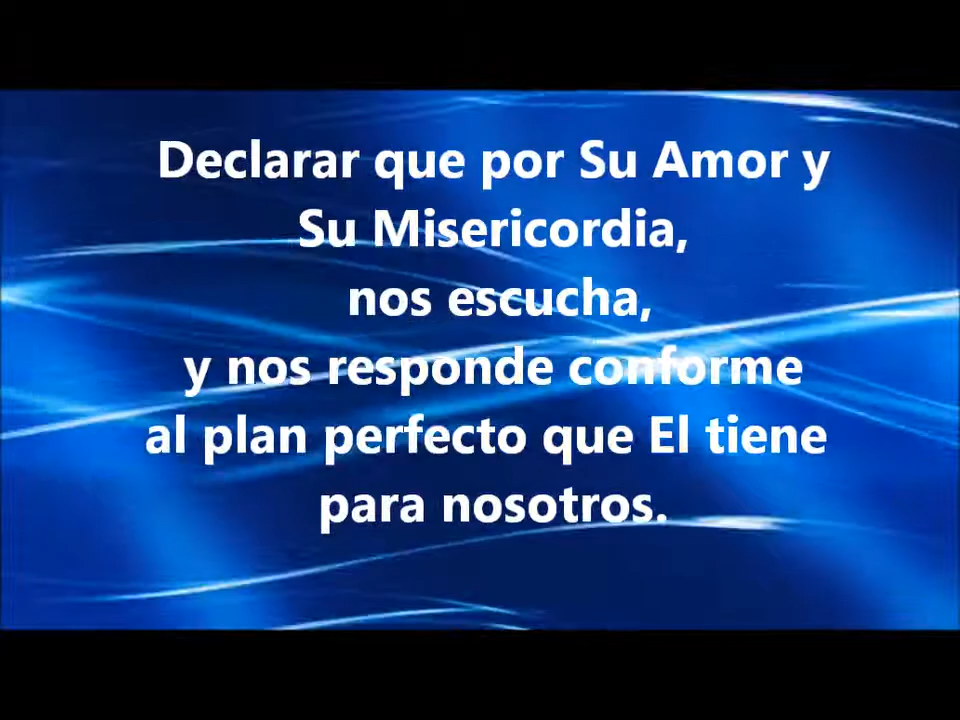 Declarar que por Su Amor y
Su Misericordia,
nos escucha,
y nos responde conforme
al plan perfecto que El tiene
para nosotros.